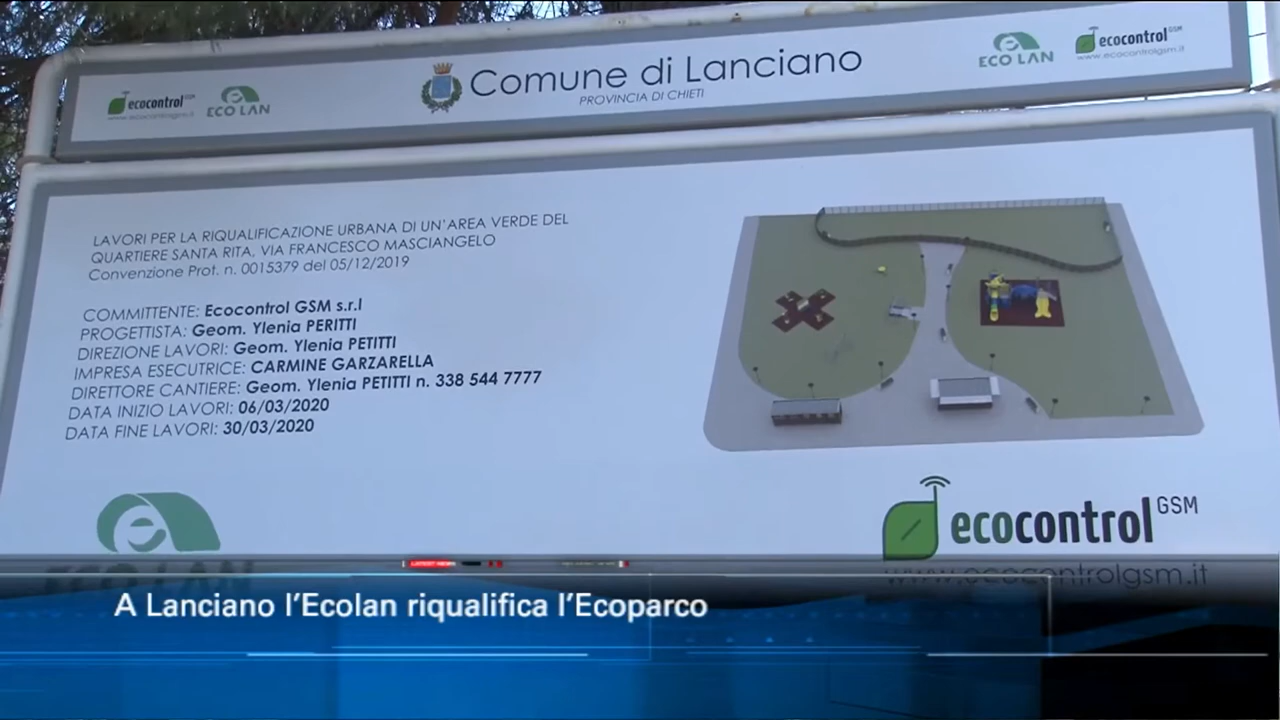 ecocontrol GSM
www.ecocontrolgsm.it
ECO LAN
Comune di Lanciano
PROVINCIA DI CHIETI
ECO LAN
ecocontrol GSM
www.ecocontrolgsm.it
LAVORI PER LA RIQUALIFICAZIONE URBANA DI UN'AREA VERDE DEL
QUARTIERE SANTA RITA, VIA FRANCESCO MASCIANGELO
Convenzione Prot. n. 0015379 del 05/12/2019
COMMITTENTE: Ecocontrol GSM s.r.l
PROGETTISTA: Geom. Ylenia PERITTI
DIREZIONE LAVORI: Geom. Ylenia PETITTI
IMPRESA ESECUTRICE: CARMINE GARZARELLA
DIRETTORE CANTIERE: Geom. Ylenia PETITTI n. 338 544 7777
DATA INIZIO LAVORI: 06/03/2020
DATA FINE LAVORI: 30/03/2020
ECO LAN
ecocontrol GSM
www.ecocontrolgsm.it
LATEST NEWS
A Lanciano l'Ecolan riqualifica l'Ecoparco